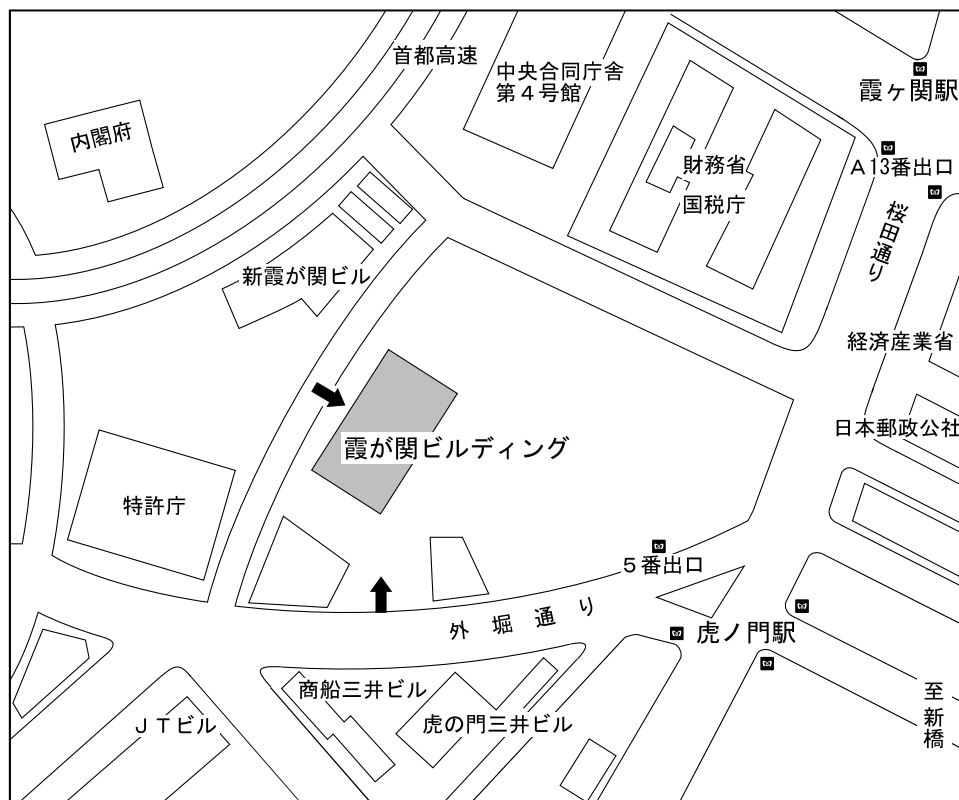 首都高速
中央合同庁舎
第４号館
霞ヶ関駅
内閣府
財務省
国税庁
Ａ13番出口
桜田通り
新霞が関ビル
経済産業省
日本郵政公社
霞が関ビルディング
特許庁
５番出口
外堀通り
虎ノ門駅
商船三井ビル
虎の門三井ビル
ＪＴビル
至新橋